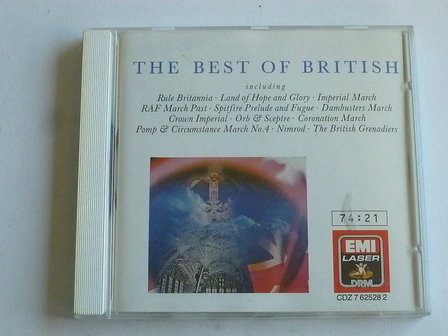 THE BEST OF BRITISH
including
Rule Britannia · Land of Hope and Glory · Imperial March
RAF March Past · Spitfire Prelude and Fugue · Dambusters March
Crown Imperial · Orb & Sceptre · Coronation March
Pomp & Circumstance March No.4 · Nimrod · The British Grenadiers
74:21
EMI
LASER
DRM
CDZ 7 62528 2